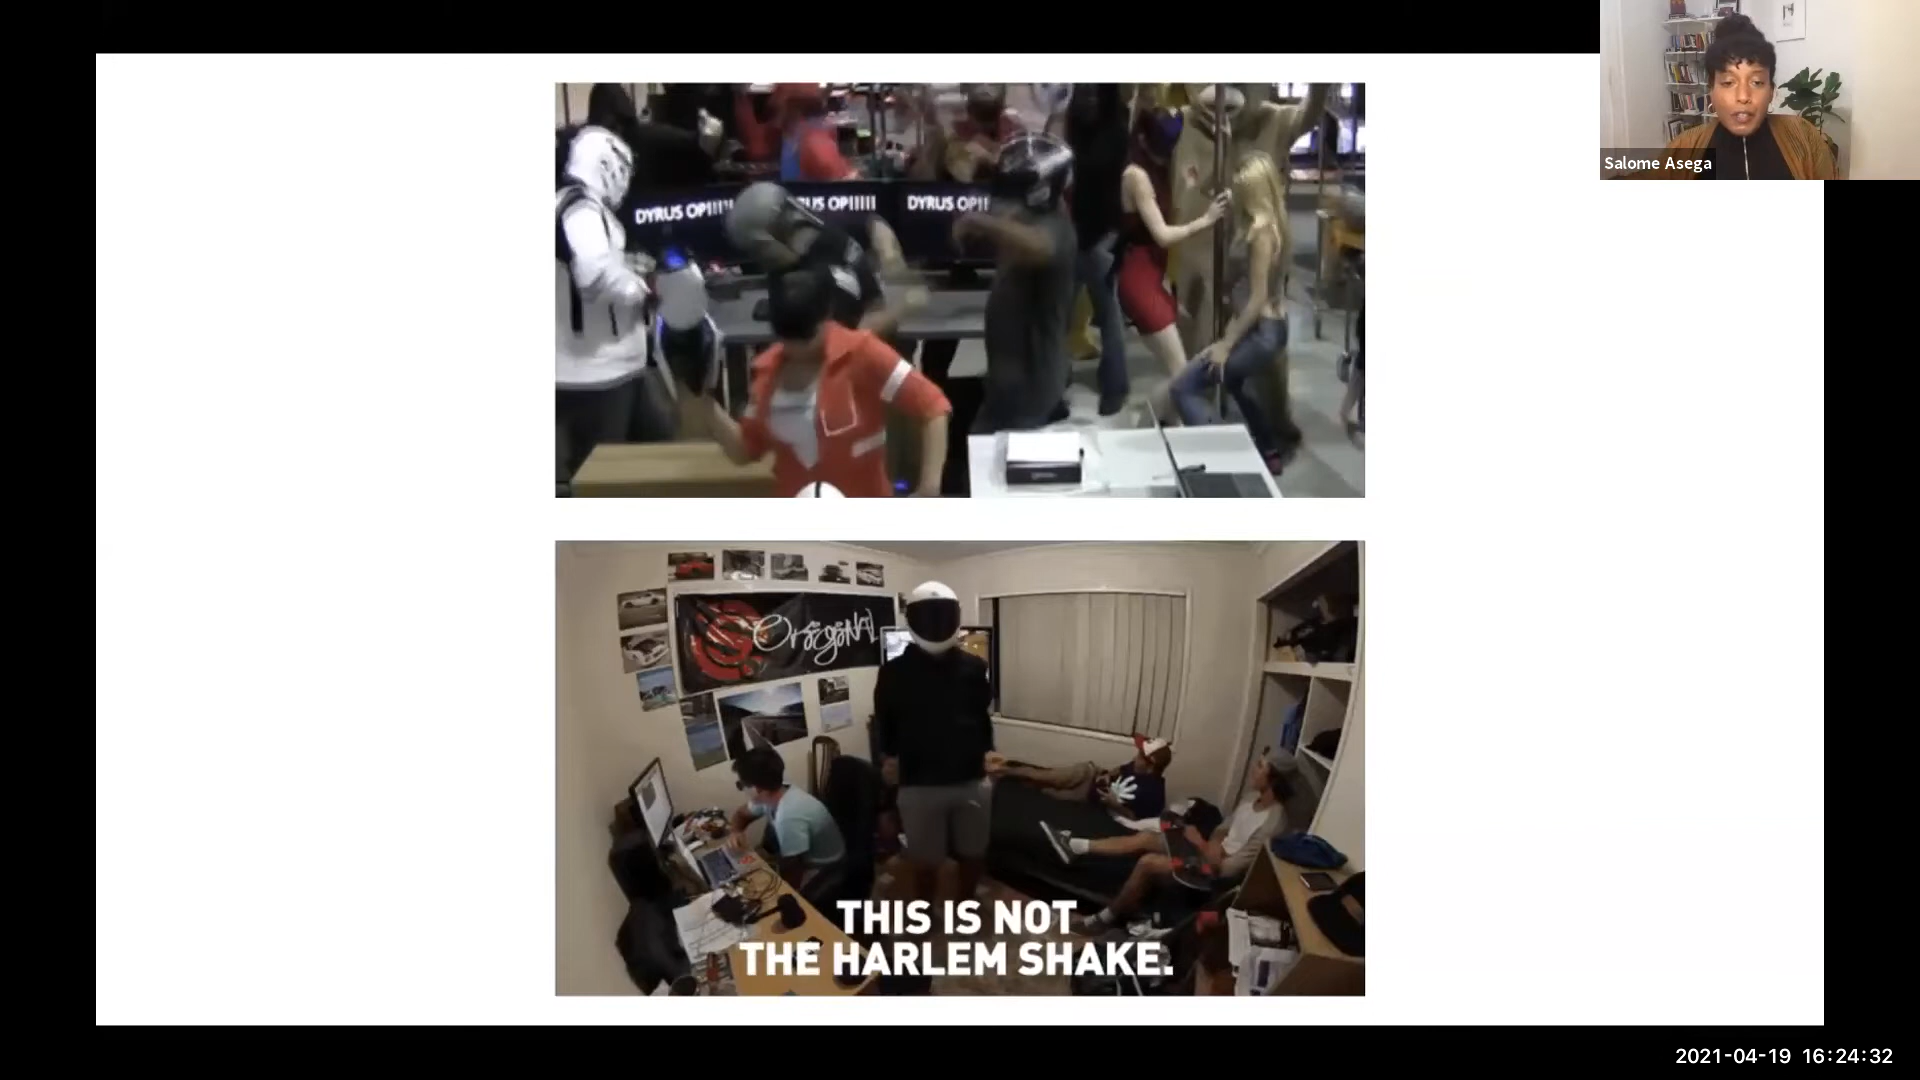 Salome Asega
DYRUS OP!!!!! DYRUS OP!!!!! DYRUS OP!!
Original
THIS IS NOT
THE HARLEM SHAKE.
2021-04-19 16:24:32